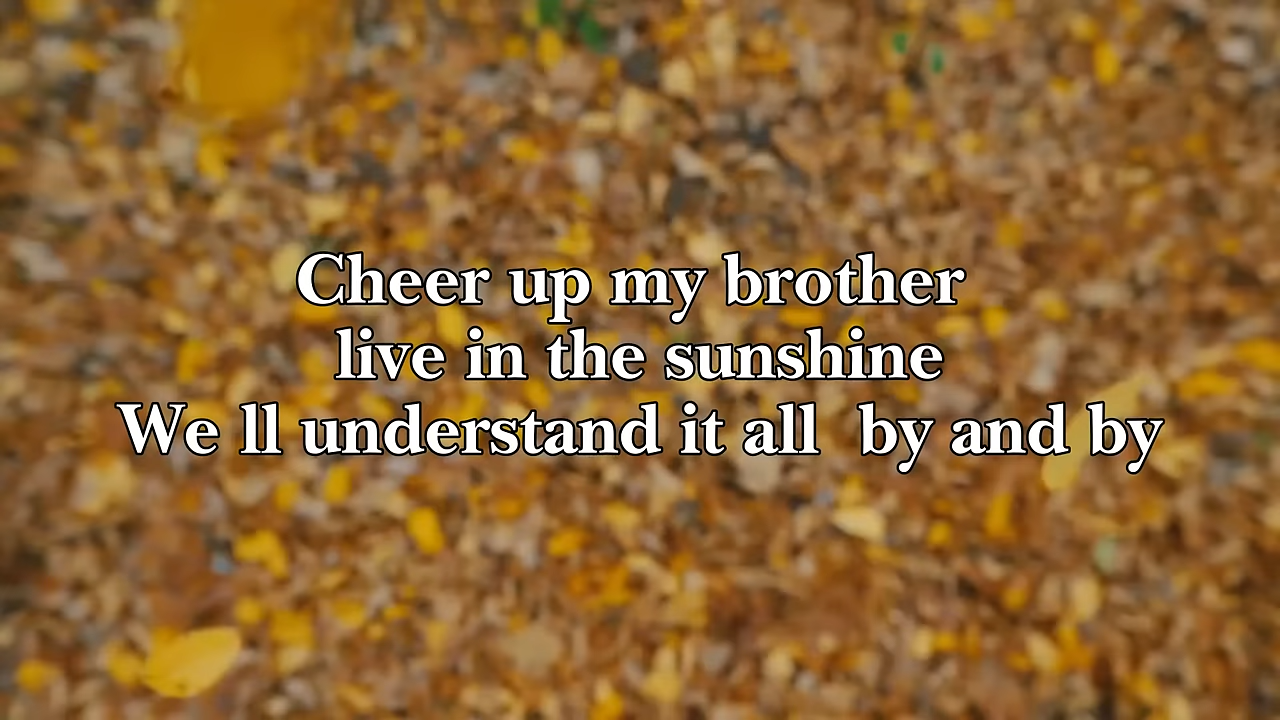 Cheer up my brother
live in the sunshine
We ll understand it all  by and by